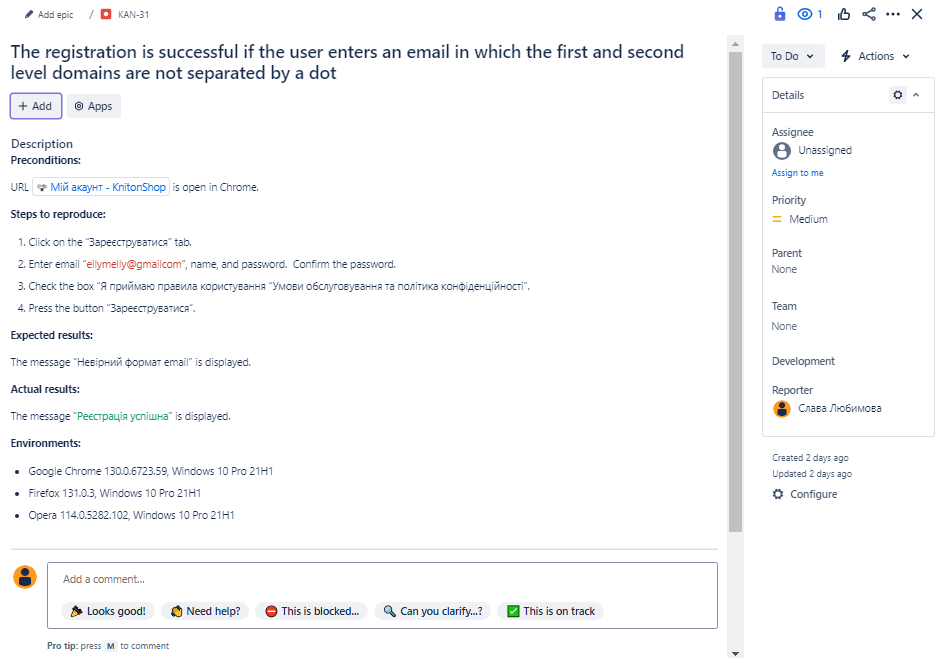 Add epic / KAN-31
1
The registration is successful if the user enters an email in which the first and second
level domains are not separated by a dot
Add Apps
Description
Preconditions:
URL Мій акаунт - KnitonShop is open in Chrome.
Steps to reproduce:
1. Click on the “Зареєструватися” tab.
2. Enter email “ellymelly@gmailcom”, name, and password. Confirm the password.
3. Check the box “Я приймаю правила користування “Умови обслуговування та політика конфіденційності”.
4. Press the button “Зареєструватися”.
Expected results:
The message “Невірний формат email” is displayed.
Actual results:
The message “Реєстрація успішна” is displayed.
Environments:
Google Chrome 130.0.6723.59, Windows 10 Pro 21H1
Firefox 131.0.3, Windows 10 Pro 21H1
Opera 114.0.5282.102, Windows 10 Pro 21H1
Add a comment...
Looks good! Need help? This is blocked... Can you clarify...? This is on track
Pro tip: press M to comment
To Do Actions
Details
Assignee
Unassigned
Assign to me
Priority
Medium
Parent
None
Team
None
Development
Reporter
Слава Любимова
Created 2 days ago
Updated 2 days ago
Configure